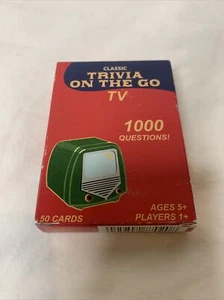 CLASSIC
TRIVIA
ON THE GO
TV
1000
QUESTIONS!
50 CARDS
AGES 5+
PLAYERS 1+